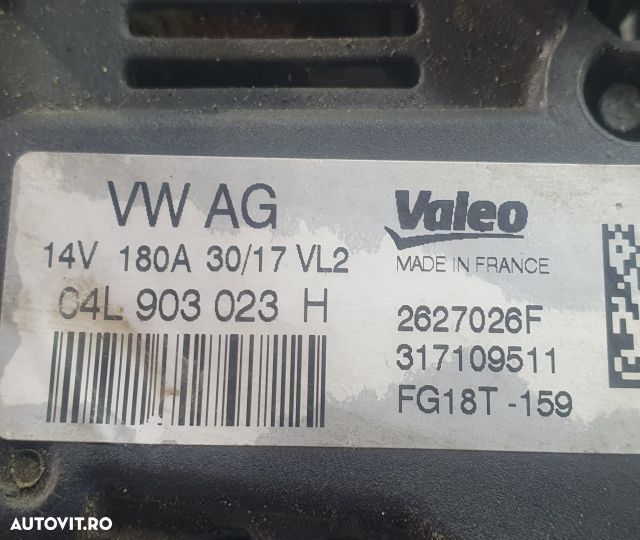 VW AG
14V 180A 30/17 VL2
04L 903 023 H
Valeo
MADE IN FRANCE
2627026F
317109511
FG18T -159
AUTOVIT.RO